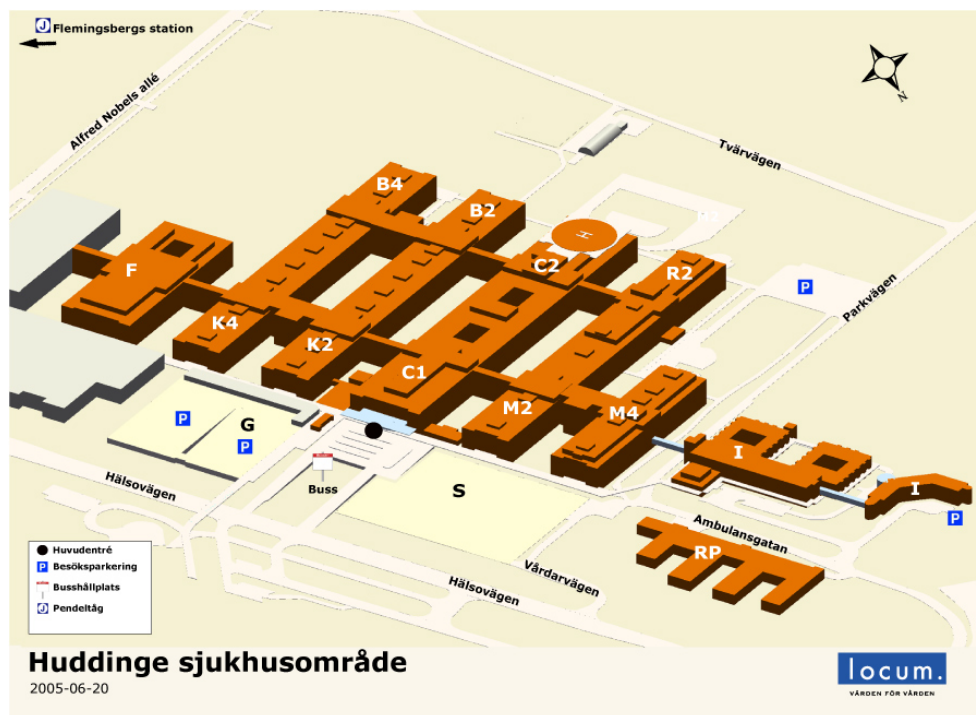 J Flemingsbergs station
Alfred Nobels allé
N
Tvärvägen
B4
B2
H
C2
R2
F
P
Parkvägen
K4
K2
C1
M2
M4
P
G
P
I
Buss
S
I
P
Hälsovägen
Ambulansgatan
RP
Vårdarvägen
Hälsovägen
Huvudentré
P Besöksparkering
Busshållplats
J Pendeltåg
Huddinge sjukhusområde
2005-06-20
locum.
VÄRDEN FÖR VÅRDEN